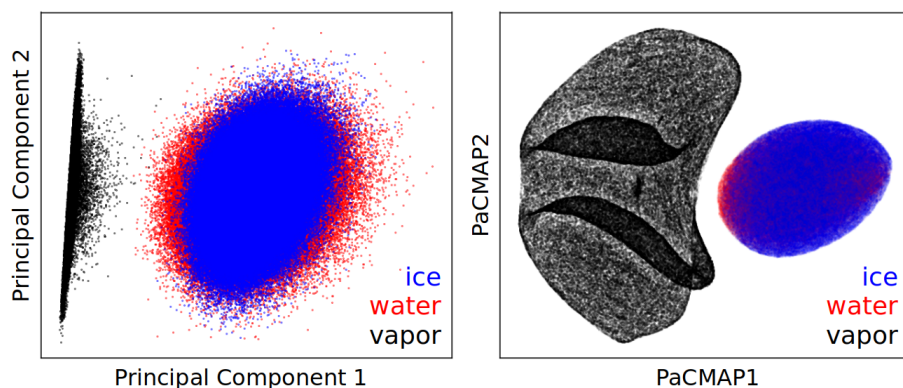 Principal Component 2
ice
water
vapor
Principal Component 1
PaCMAP2
ice
water
vapor
PaCMAP1